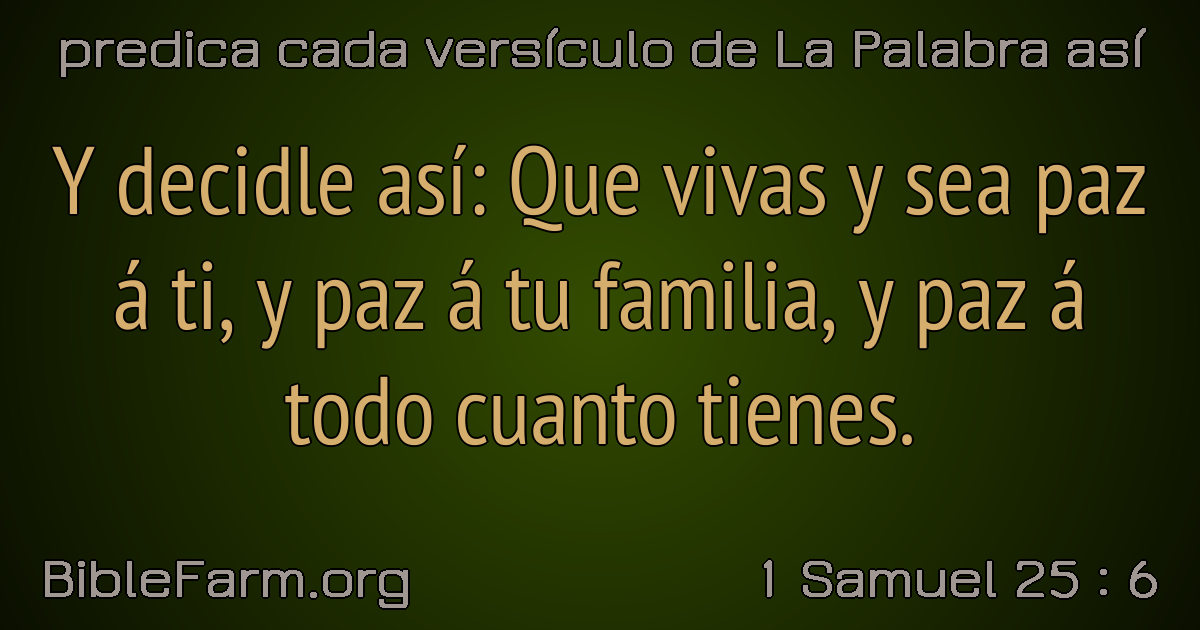 predica cada versículo de La Palabra así
Y decidle así: Que vivas y sea paz
á ti, y paz á tu familia, y paz á
todo cuanto tienes.
BibleFarm.org
1 Samuel 25 : 6